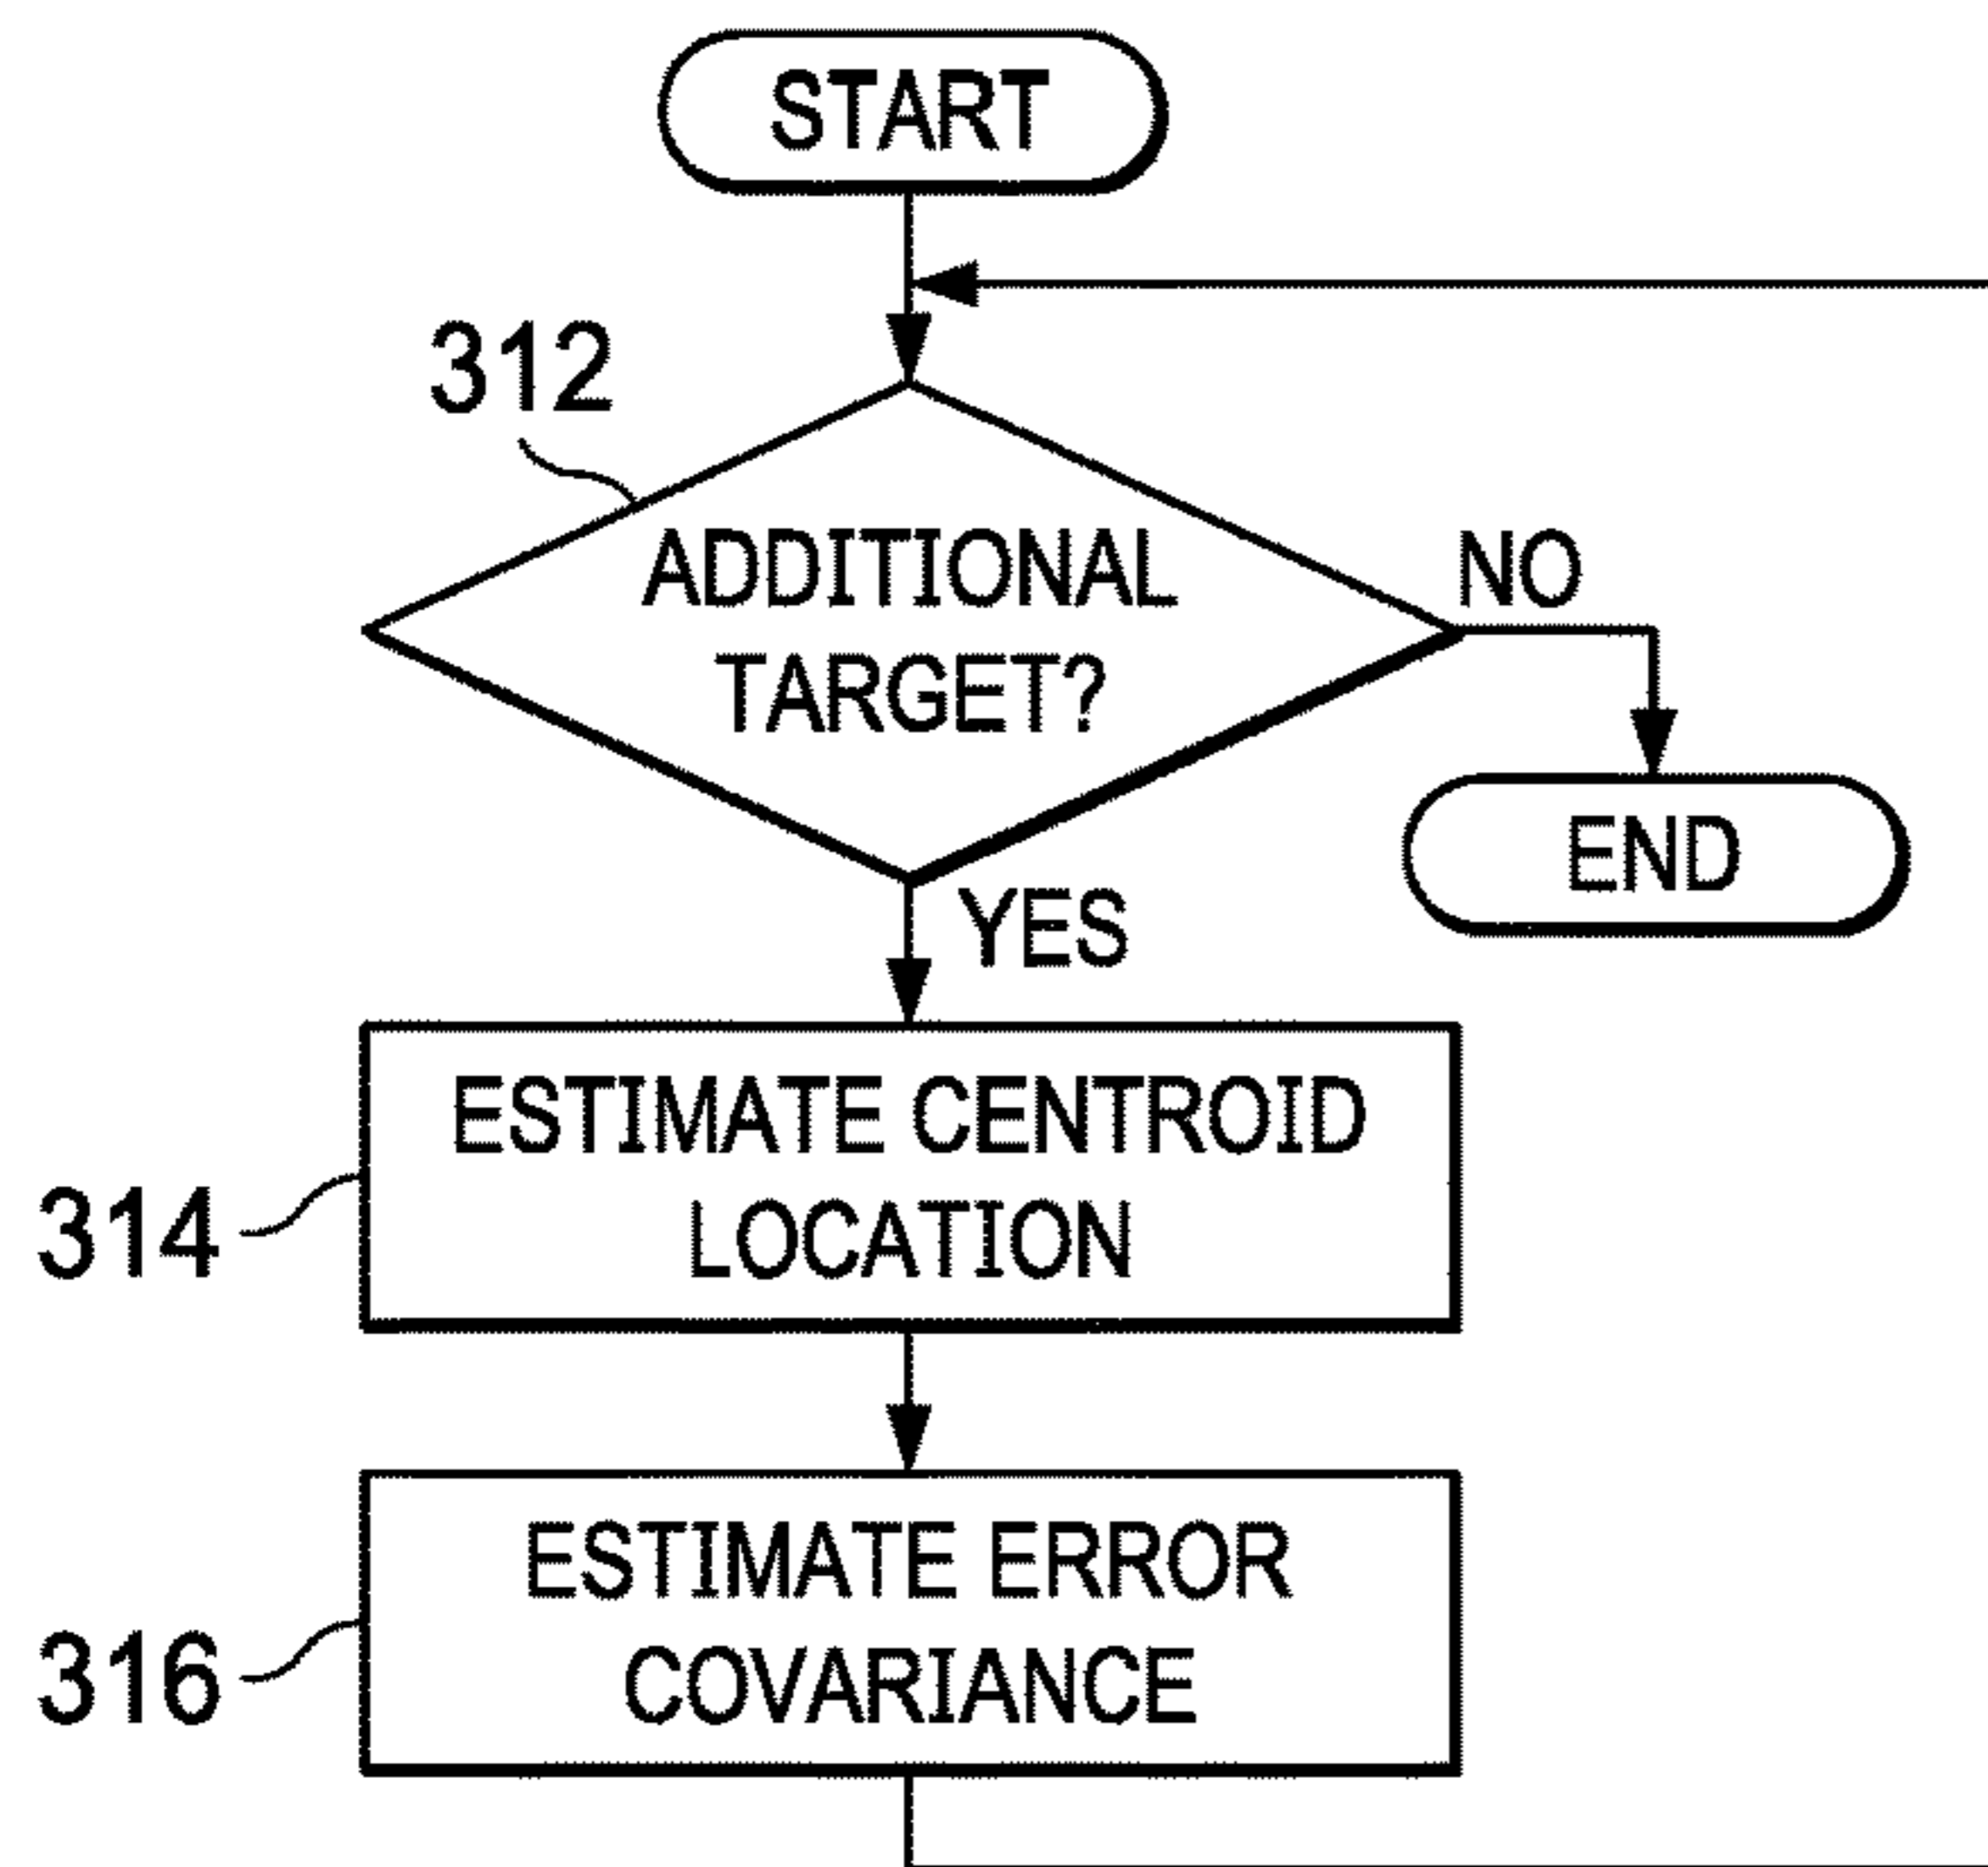 START
312
ADDITIONAL
TARGET?
NO
END
YES
ESTIMATE CENTROID
LOCATION
314
ESTIMATE ERROR
COVARIANCE
316